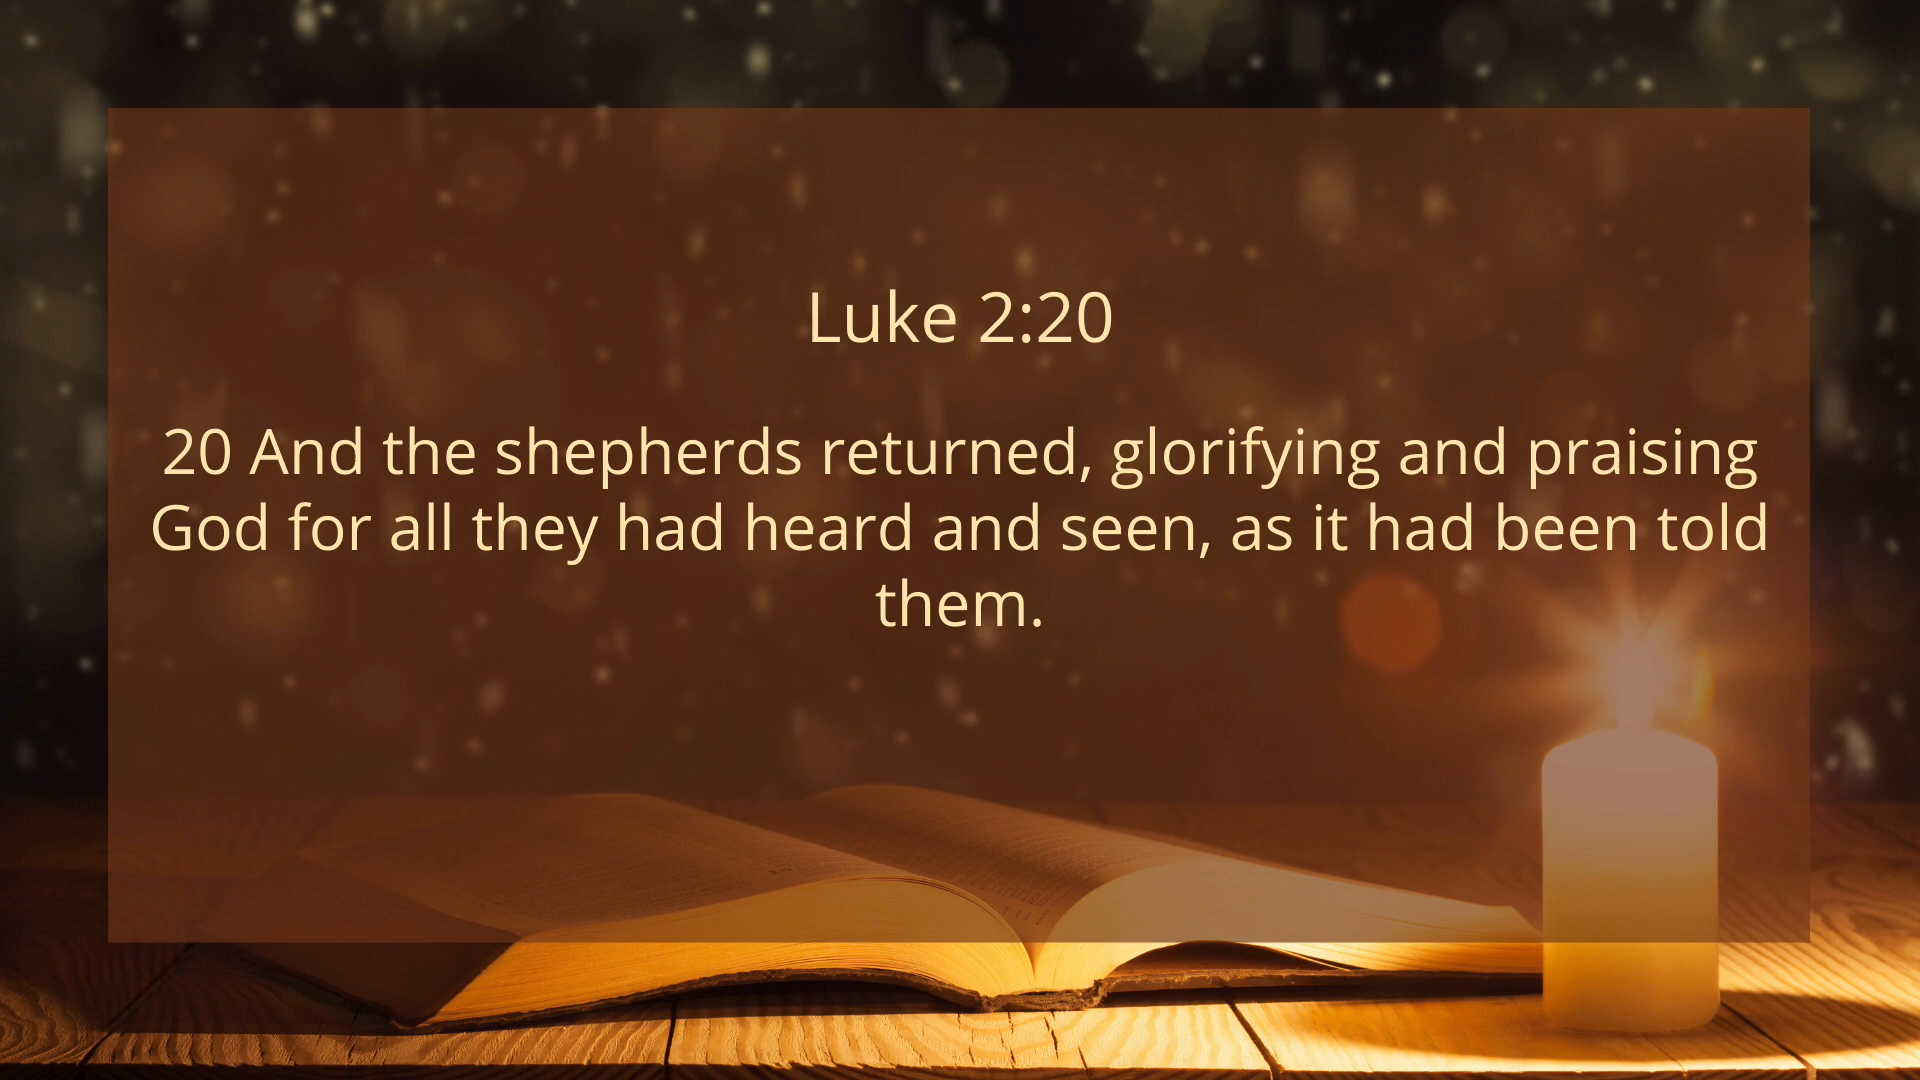 Luke 2:20
20 And the shepherds returned, glorifying and praising
God for all they had heard and seen, as it had been told
them.